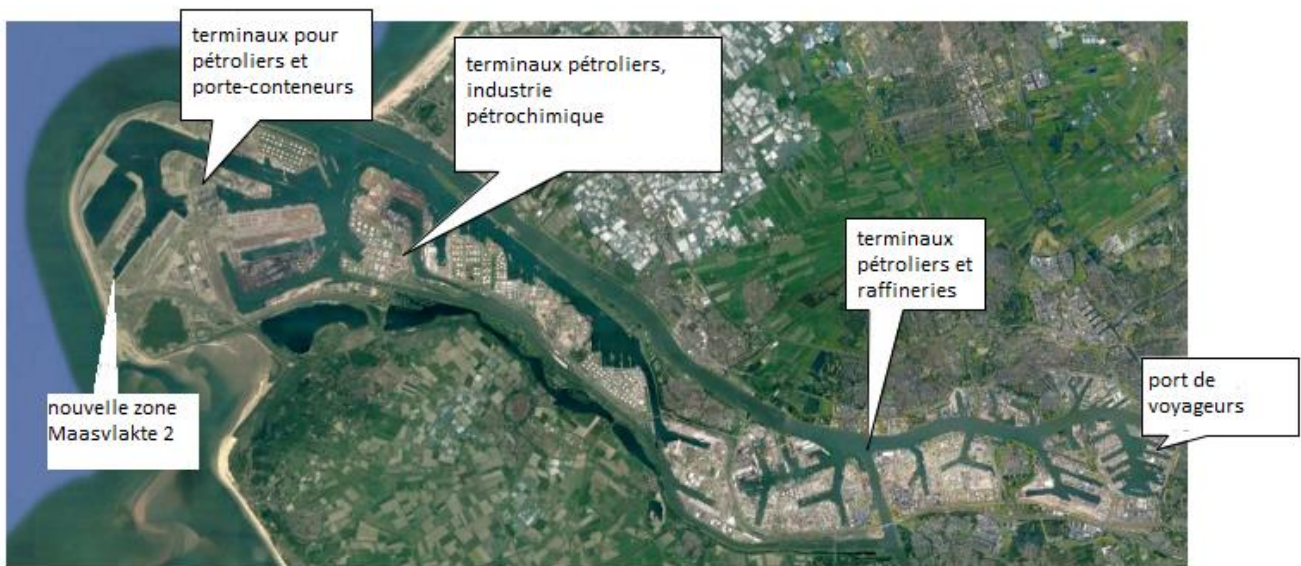 terminaux pour
pétroliers et
porte-conteneurs
terminaux pétroliers,
industrie
pétrochimique
terminaux
pétroliers et
raffineries
port de
voyageurs
nouvelle zone
Maasvlakte 2